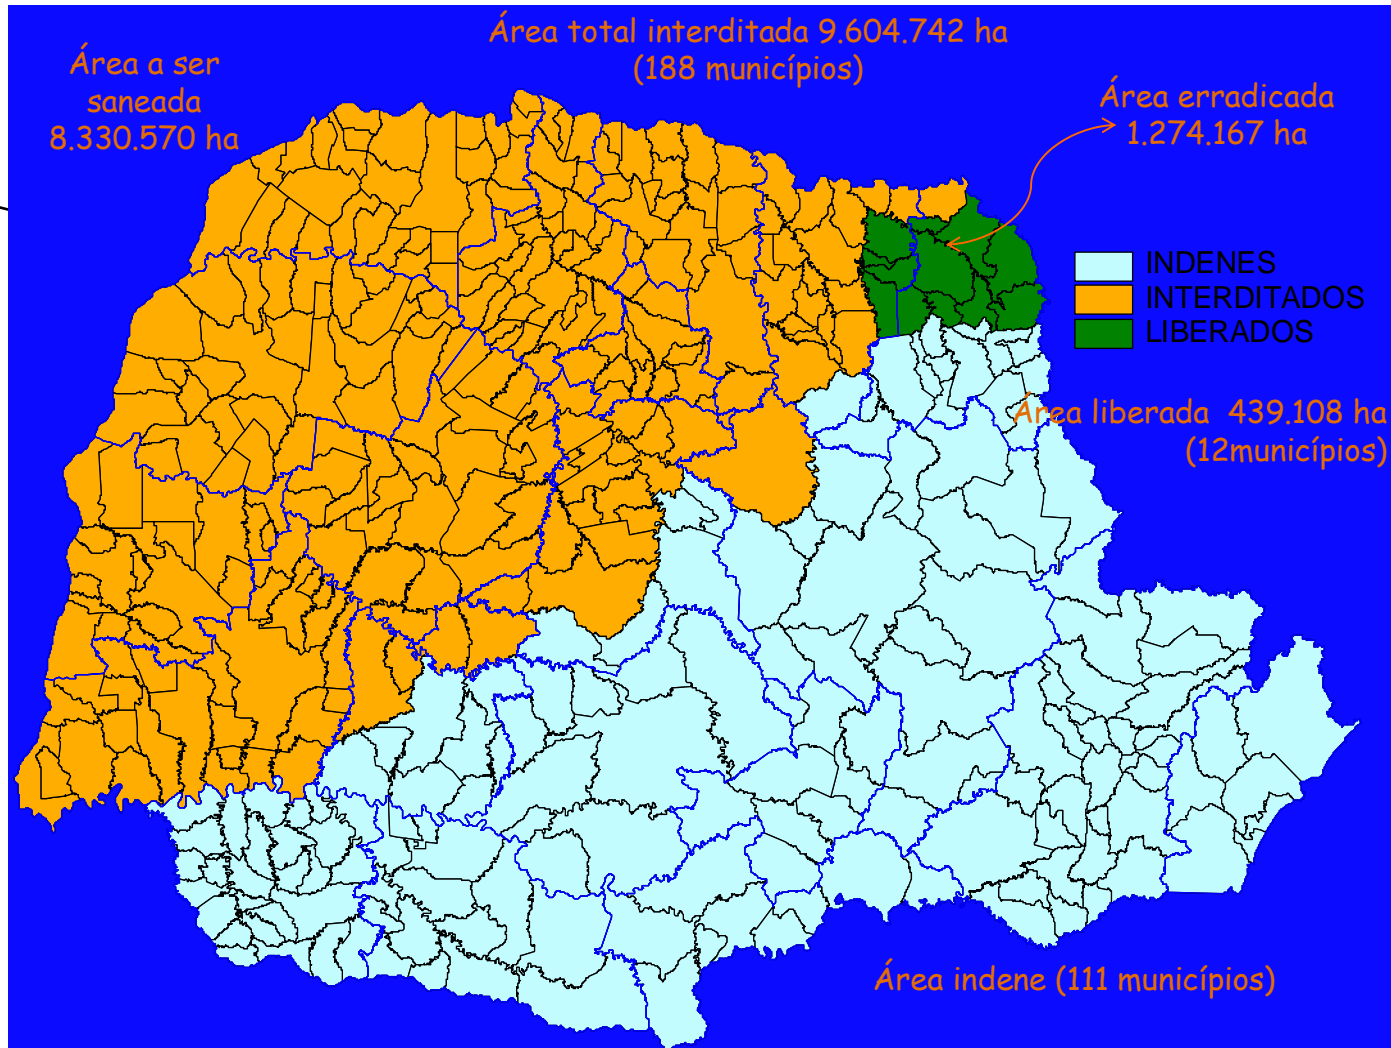 Área total interditada 9.604.742 ha
(188 municípios)
Área a ser
saneada
8.330.570 ha
Área erradicada
1.274.167 ha
INDENES
INTERDITADOS
LIBERADOS
Área liberada 439.108 ha
(12municípios)
Área indene (111 municípios)